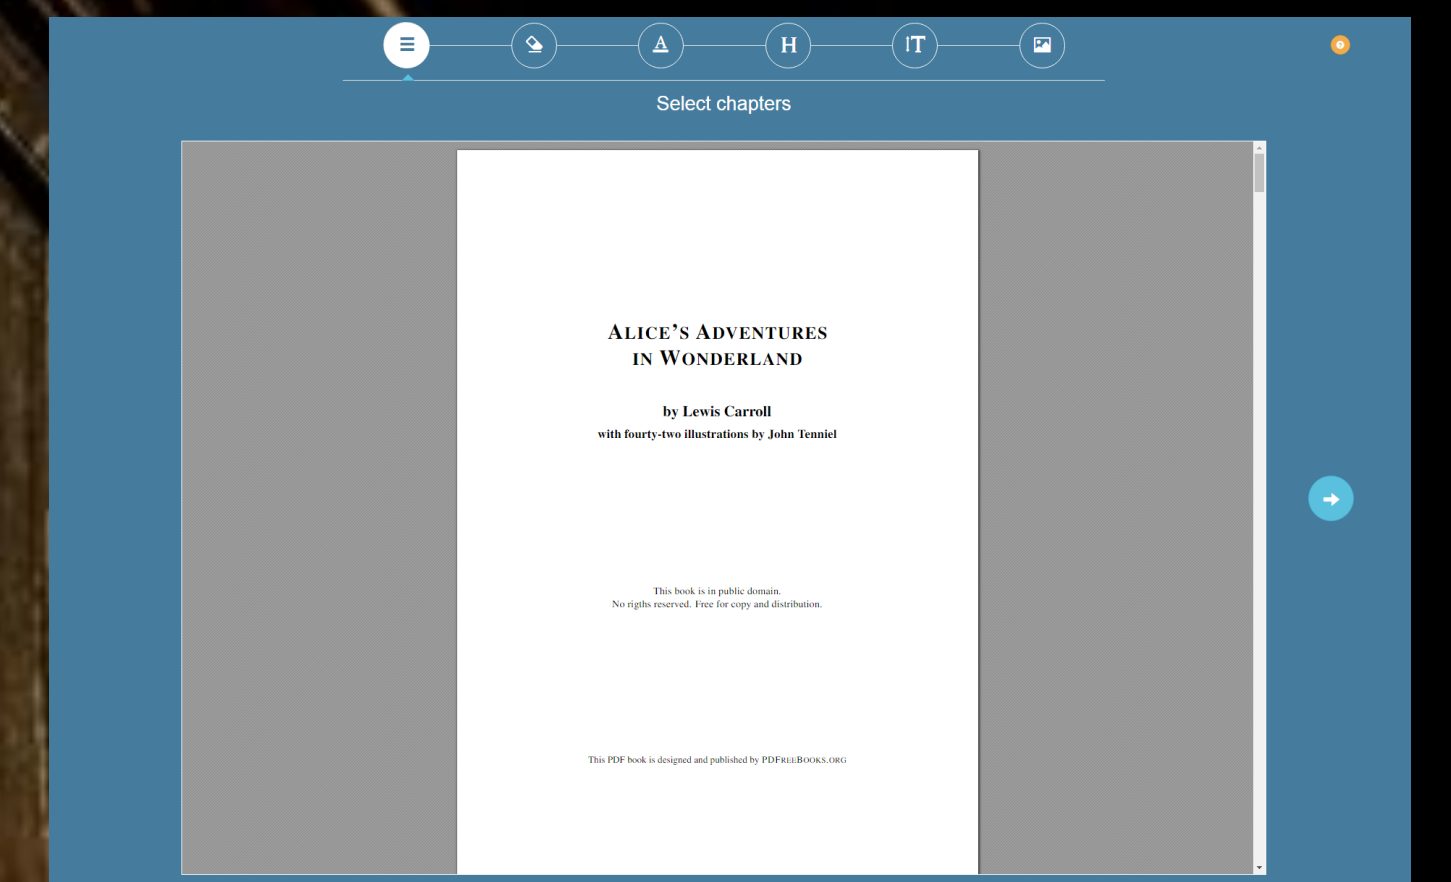 A
H
T
Select chapters
ALICE'S ADVENTURES
IN WONDERLAND
by Lewis Carroll
with fourty-two illustrations by John Tenniel
This book is in public domain.
No rigths reserved. Free for copy and distribution.
This PDF book is designed and published by PDFREEBOOKS.ORG